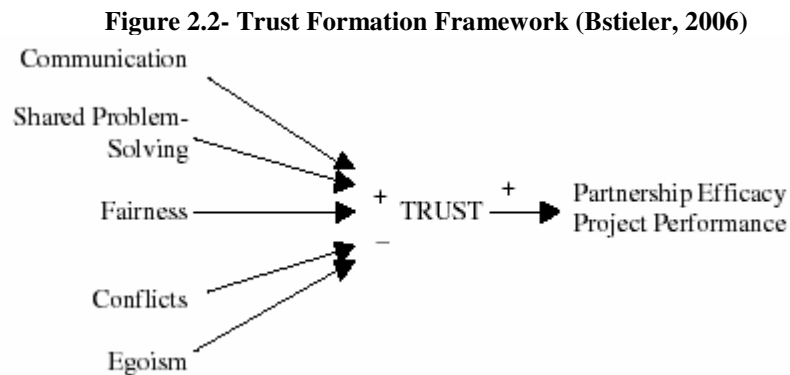 Figure 2.2- Trust Formation Framework (Bstieler, 2006)
Communication
Shared Problem-
Solving
Fairness
Conflicts
Egoism
+
–
TRUST
+
Partnership Efficacy
Project Performance